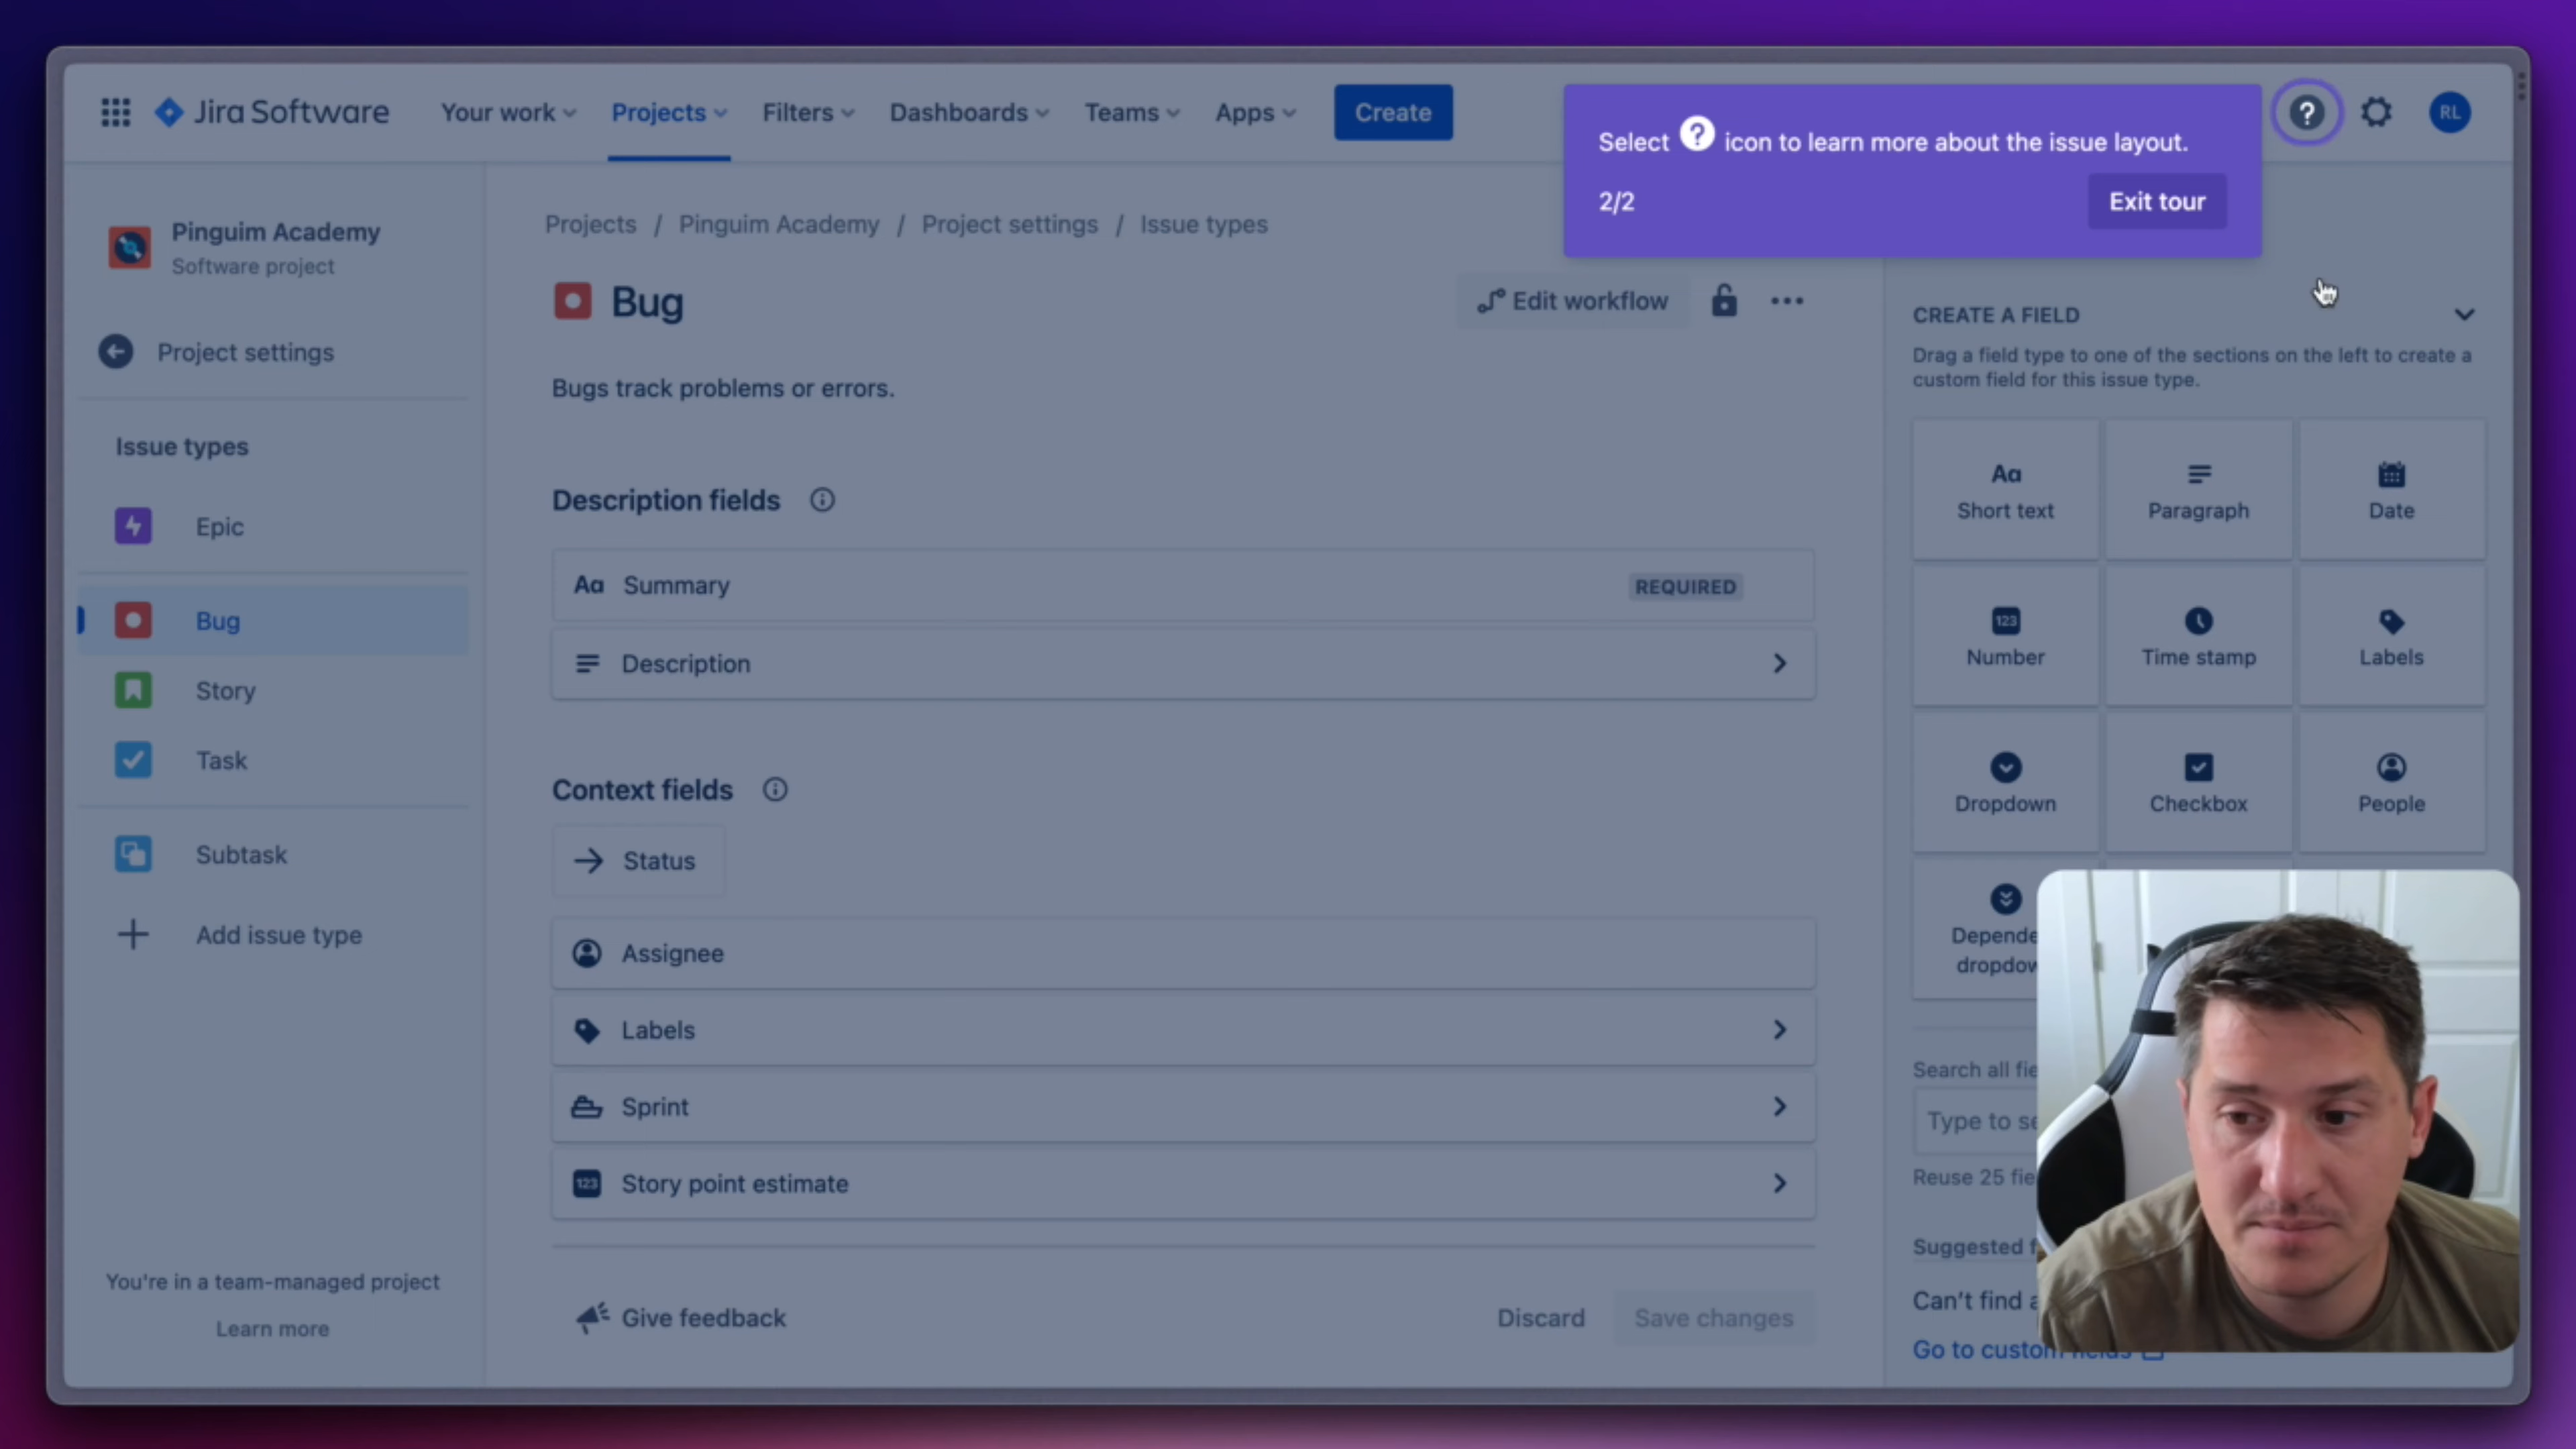 Jira Software
Your work
Projects
Filters
Dashboards
Teams
Apps
Create
Select ? icon to learn more about the issue layout.
2/2
Exit tour
?
RL
Pinguim Academy
Software project
Project settings
Issue types
Epic
Bug
Story
Task
Subtask
Add issue type
You're in a team-managed project
Learn more
Projects / Pinguim Academy / Project settings / Issue types
Bug
Edit workflow
Bugs track problems or errors.
Description fields
Aa Summary
REQUIRED
Description
Context fields
Status
Assignee
Labels
Sprint
123 Story point estimate
Give feedback
Discard
Save changes
CREATE A FIELD
Drag a field type to one of the sections on the left to create a
custom field for this issue type.
Aa
Short text
Paragraph
Date
123
Number
Time stamp
Labels
Dropdown
Checkbox
People
Search all
Type to
Reuse 25
Suggested
Can't find
Go to custom